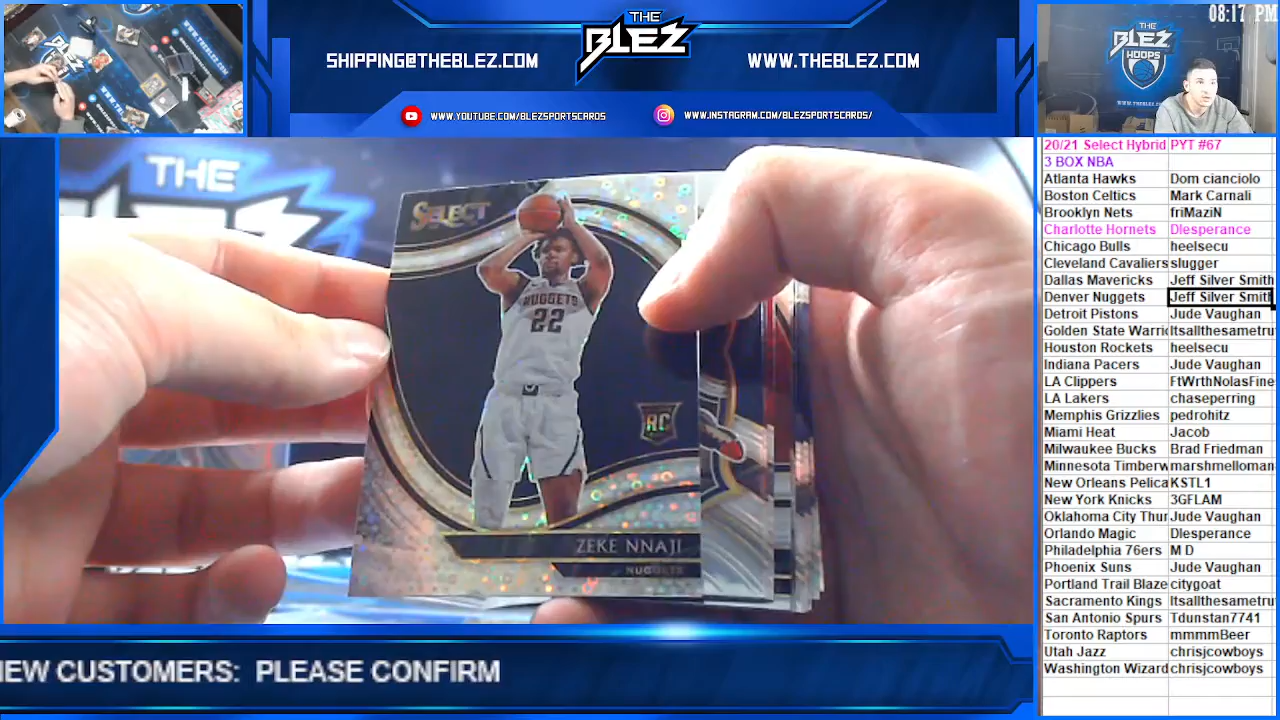 08:17 PM
THE
BLEZ
SHIPPING@THEBLEZ.COM
WWW.THEBLEZ.COM
WWW.YOUTUBE.COM/BLEZSPORTSCARDS
WWW.INSTAGRAM.COM/BLEZSPORTSCARDS/
THE
BLEZ
HOOPS
THE
SELECT
NUGGETS
22
RC
ZEKE NNAJI
NUGGETS
20/21 Select Hybrid PYT #67
3 BOX NBA
Atlanta Hawks Dom cianciolo
Boston Celtics Mark Carnali
Brooklyn Nets friMaziN
Charlotte Hornets Dlesperance
Chicago Bulls heelsecu
Cleveland Cavaliers slugger
Dallas Mavericks Jeff Silver Smith
Denver Nuggets Jeff Silver Smith
Detroit Pistons Jude Vaughan
Golden State Warri Itsallthesametru
Houston Rockets heelsecu
Indiana Pacers Jude Vaughan
LA Clippers FtWrthNolasFine
LA Lakers chaseperring
Memphis Grizzlies pedrohitz
Miami Heat Jacob
Milwaukee Bucks Brad Friedman
Minnesota Timberw marshmelloman
New Orleans Pelica KSTL1
New York Knicks 3GFLAM
Oklahoma City Thu Jude Vaughan
Orlando Magic Dlesperance
Philadelphia 76ers M D
Phoenix Suns Jude Vaughan
Portland Trail Blaze citygoat
Sacramento Kings Itsallthesametru
San Antonio Spurs Tdunstan7741
Toronto Raptors mmmmBeer
Utah Jazz chrisjcowboys
Washington Wizard chrisjcowboys
NEW CUSTOMERS: PLEASE CONFIRM